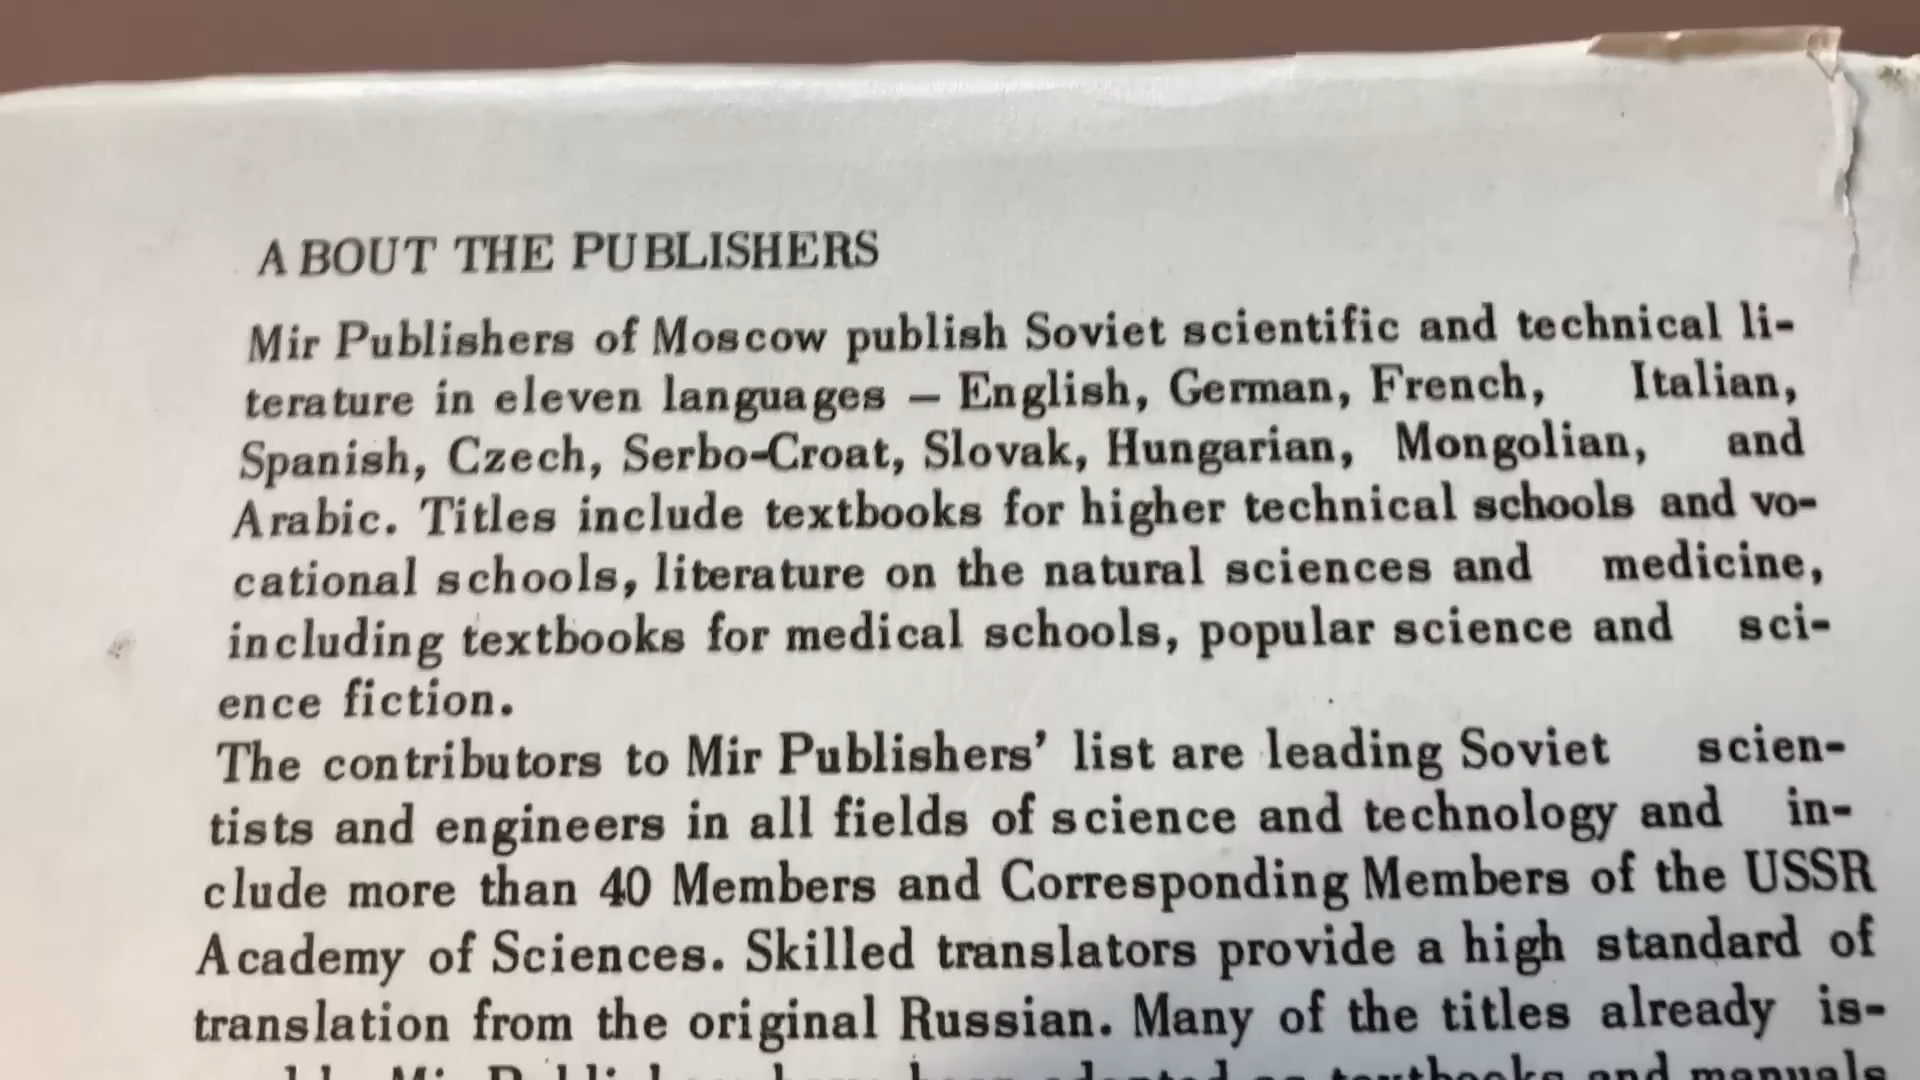 ABOUT THE PUBLISHERS
Mir Publishers of Moscow publish Soviet scientific and technical li-
terature in eleven languages – English, German, French, Italian,
Spanish, Czech, Serbo-Croat, Slovak, Hungarian, Mongolian, and
Arabic. Titles include textbooks for higher technical schools and vo-
cational schools, literature on the natural sciences and medicine,
including textbooks for medical schools, popular science and sci-
ence fiction.
The contributors to Mir Publishers’ list are leading Soviet scien-
tists and engineers in all fields of science and technology and in-
clude more than 40 Members and Corresponding Members of the USSR
Academy of Sciences. Skilled translators provide a high standard of
translation from the original Russian. Many of the titles already is-
textbooks and manuals